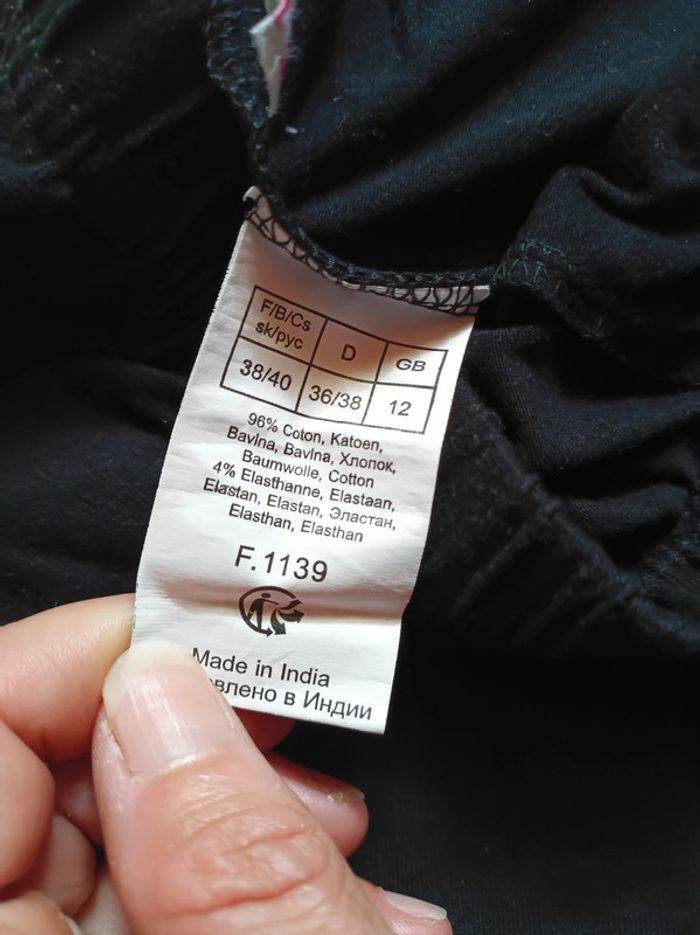 F/B/Cs D GB
sk/рус
38/40 36/38 12
96% Coton, Katoen,
Bavlna, Bavlna, Хлопок,
Baumwolle, Cotton
4% Elasthanne, Elastaan,
Elastan, Elastan, Эластан,
Elasthan, Elasthan
F.1139
Made in India
в Индии